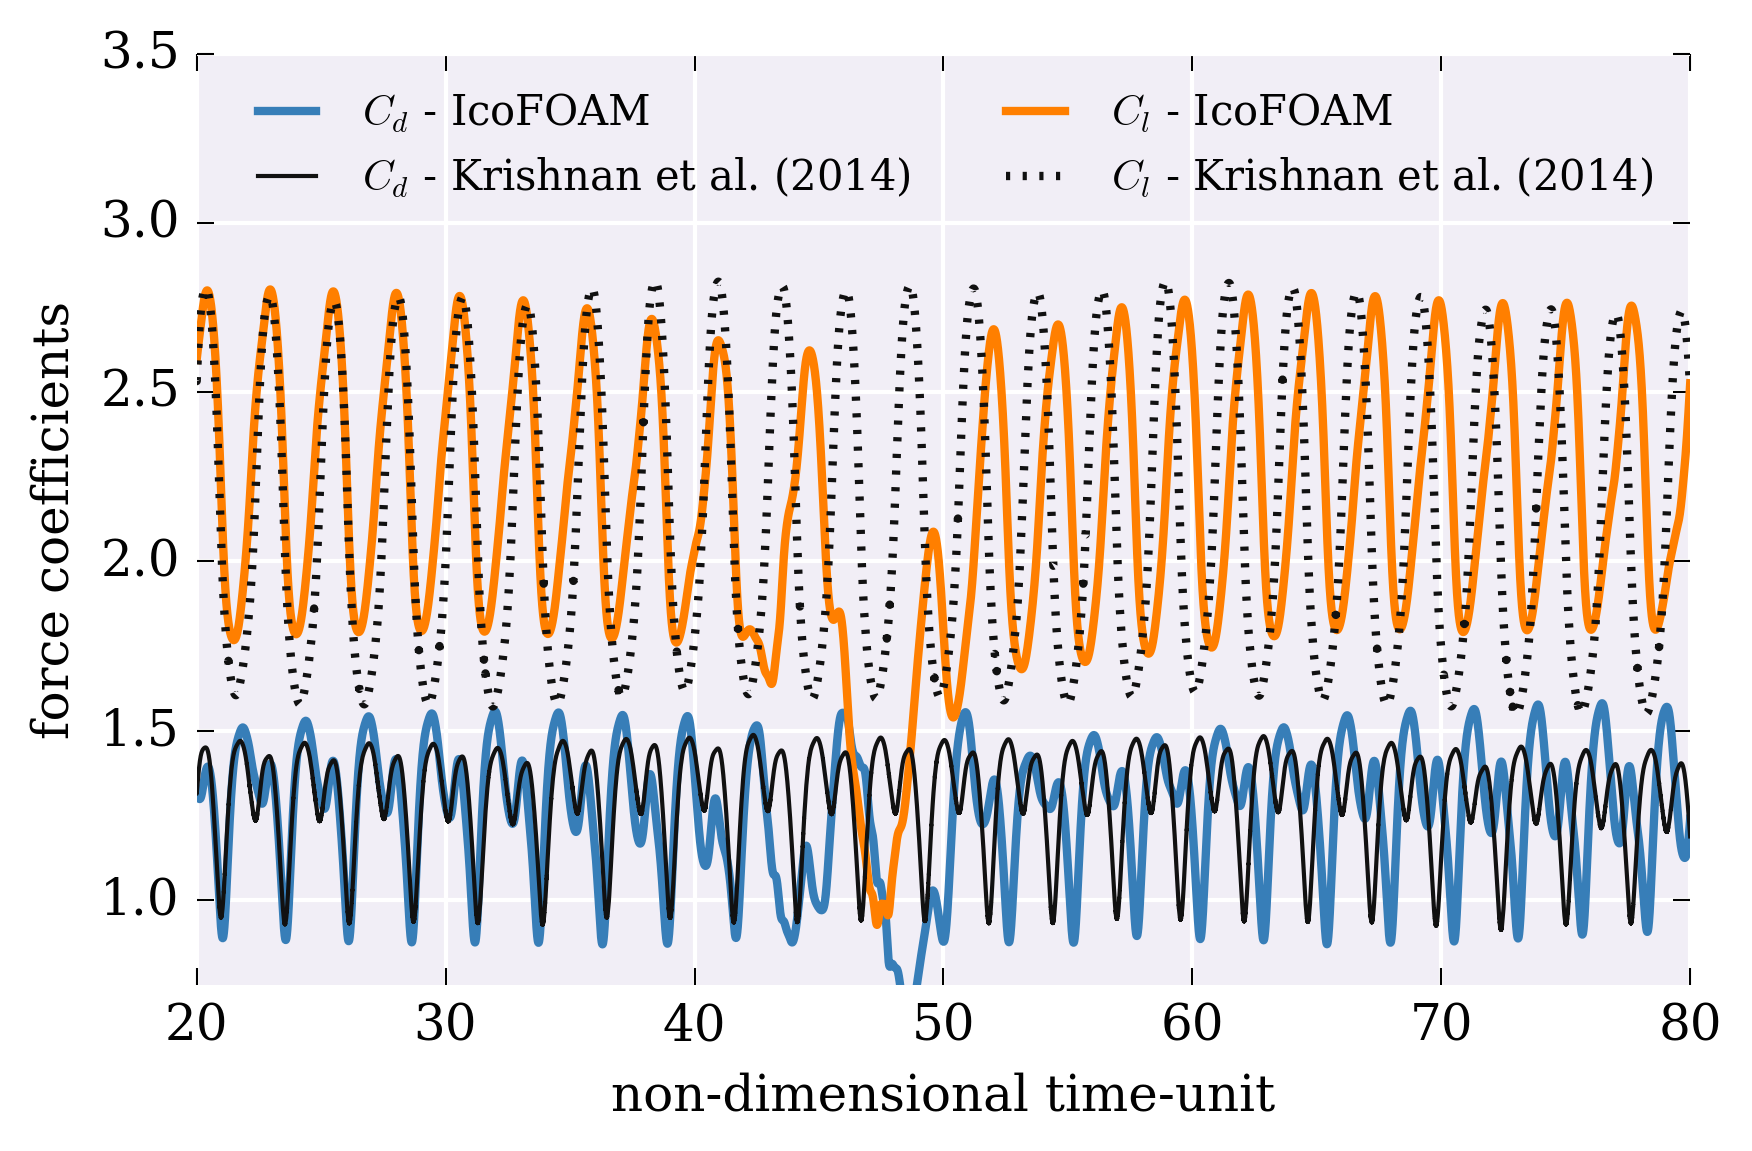 3.5
3.0
2.5
2.0
1.5
1.0
force coefficients
C_d - IcoFOAM
C_d - Krishnan et al. (2014)
C_l - IcoFOAM
C_l - Krishnan et al. (2014)
20 30 40 50 60 70 80
non-dimensional time-unit